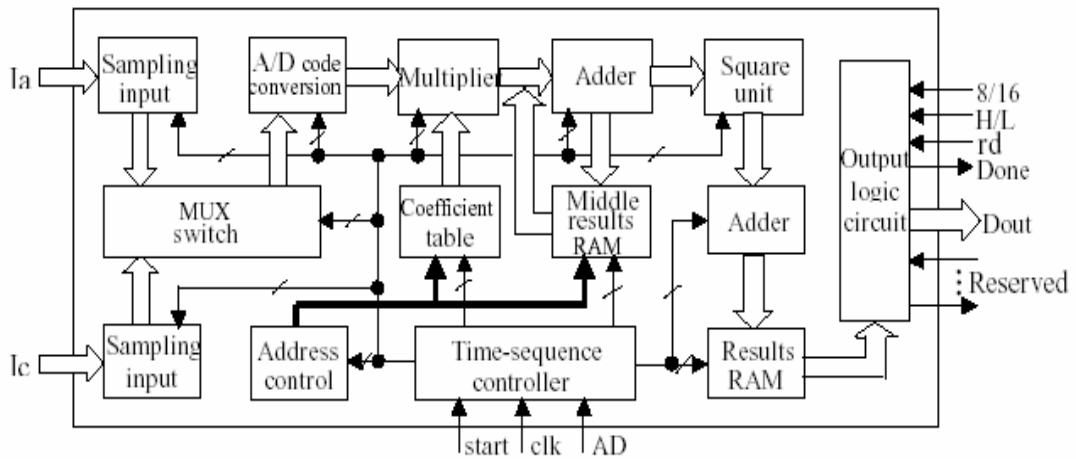 Ia
Sampling
input
A/D code
conversion
Multiplier
Adder
Square
unit
8/16
H/L
rd
Done
Output
logic
circuit
Dout
Reserved
MUX
switch
Coefficient
table
Middle
results
RAM
Adder
Ic
Sampling
input
Address
control
Time-sequence
controller
Results
RAM
start
clk
AD